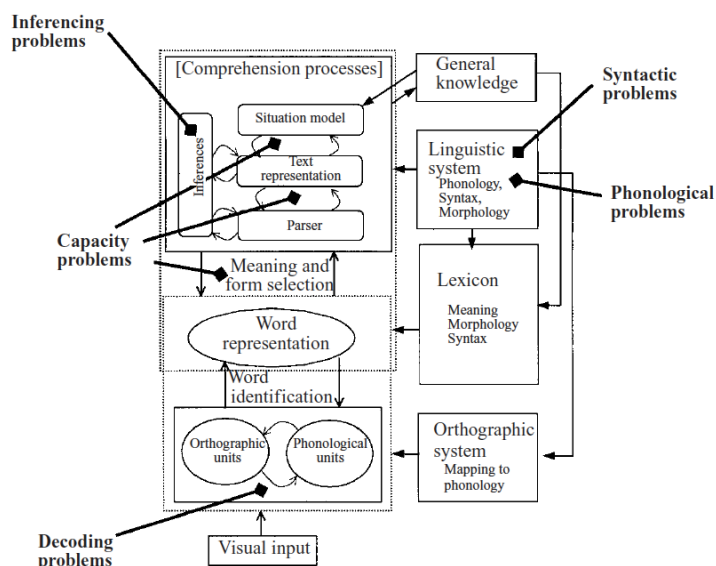 Inferencing
problems
[Comprehension processes]
General
knowledge
Syntactic
problems
Situation model
Inferences
Text
representation
Linguistic
system
Phonology,
Syntax,
Morphology
Phonological
problems
Parser
Capacity
problems
Meaning and
form selection
Lexicon
Meaning
Morphology
Syntax
Word
representation
Word
identification
Orthographic
units
Phonological
units
Orthographic
system
Mapping to
phonology
Decoding
problems
Visual input